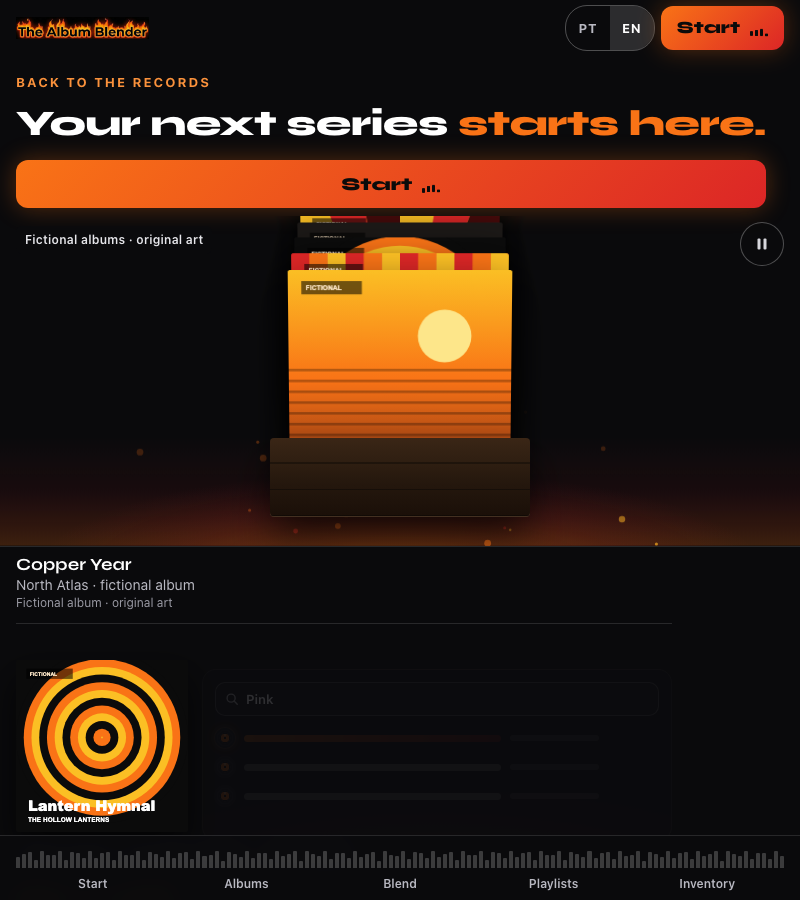 The Album Blender
PT
EN
Start
BACK TO THE RECORDS
Your next series starts here.
Start
Fictional albums · original art
FICTIONAL
Copper Year
North Atlas · fictional album
Fictional album · original art
FICTIONAL
Lantern Hymnal
THE HOLLOW LANTERNS
Pink
Start
Albums
Blend
Playlists
Inventory